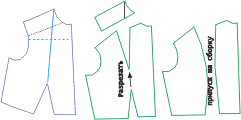 Разрезать
припуск на сборку